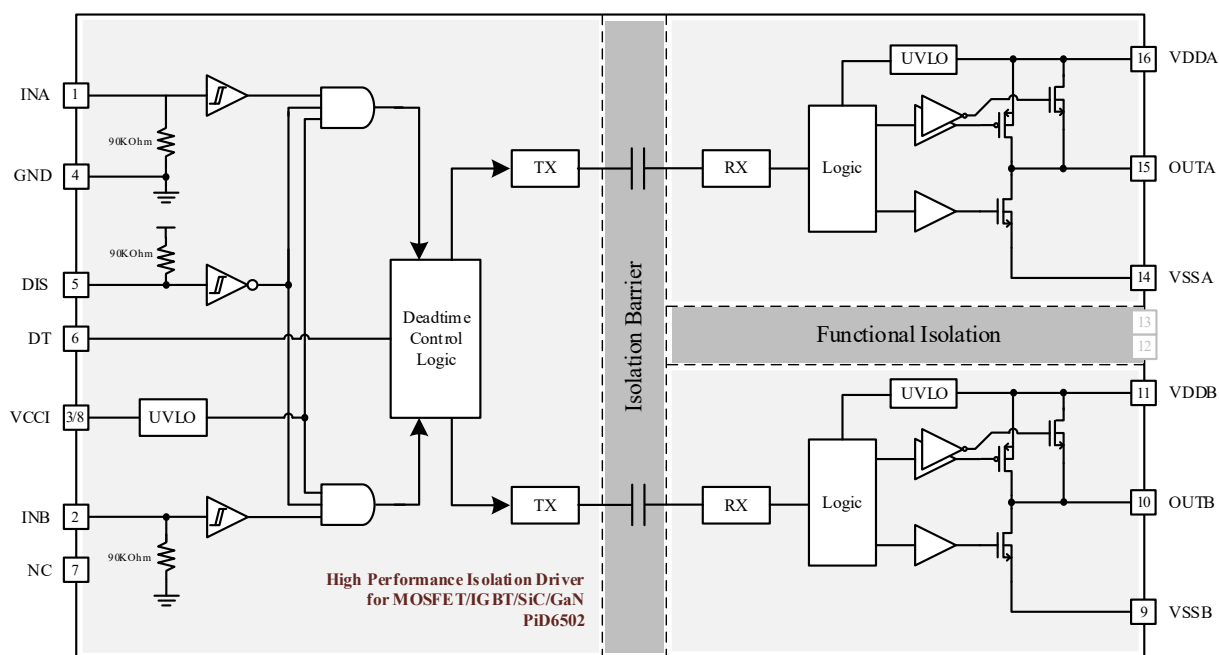 INA
1
90KOhm
GND
4
90KOhm
DIS
5
DT
6
VCCI
3/8
UVLO
INB
2
90KOhm
NC
7
Deadtime
Control
Logic
TX
TX
High Performance Isolation Driver
for MOSFET/IGBT/SiC/GaN
PiD6502
Isolation Barrier
RX
Logic
UVLO
16
VDDA
15
OUTA
14
VSSA
Functional Isolation
13
12
RX
Logic
UVLO
11
VDDB
10
OUTB
9
VSSB